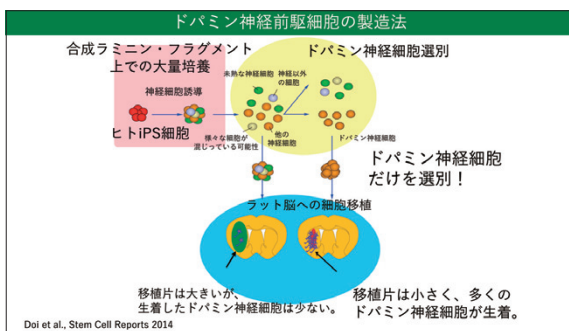 ドパミン神経前駆細胞の製造法
合成ラミニン・フラグメント
上での大量培養
神経細胞誘導
ヒトiPS細胞
ドパミン神経細胞選別
未熟な神経細胞
神経以外
の細胞
様々な細胞が
混じっている可能性
他の
神経細胞
ドパミン神経細胞
ドパミン神経細胞
だけを選別！
ラット脳への細胞移植
移植片は大きいが、
生着したドパミン神経細胞は少ない。
移植片は小さく、多くの
ドパミン神経細胞が生着。
Doi et al., Stem Cell Reports 2014